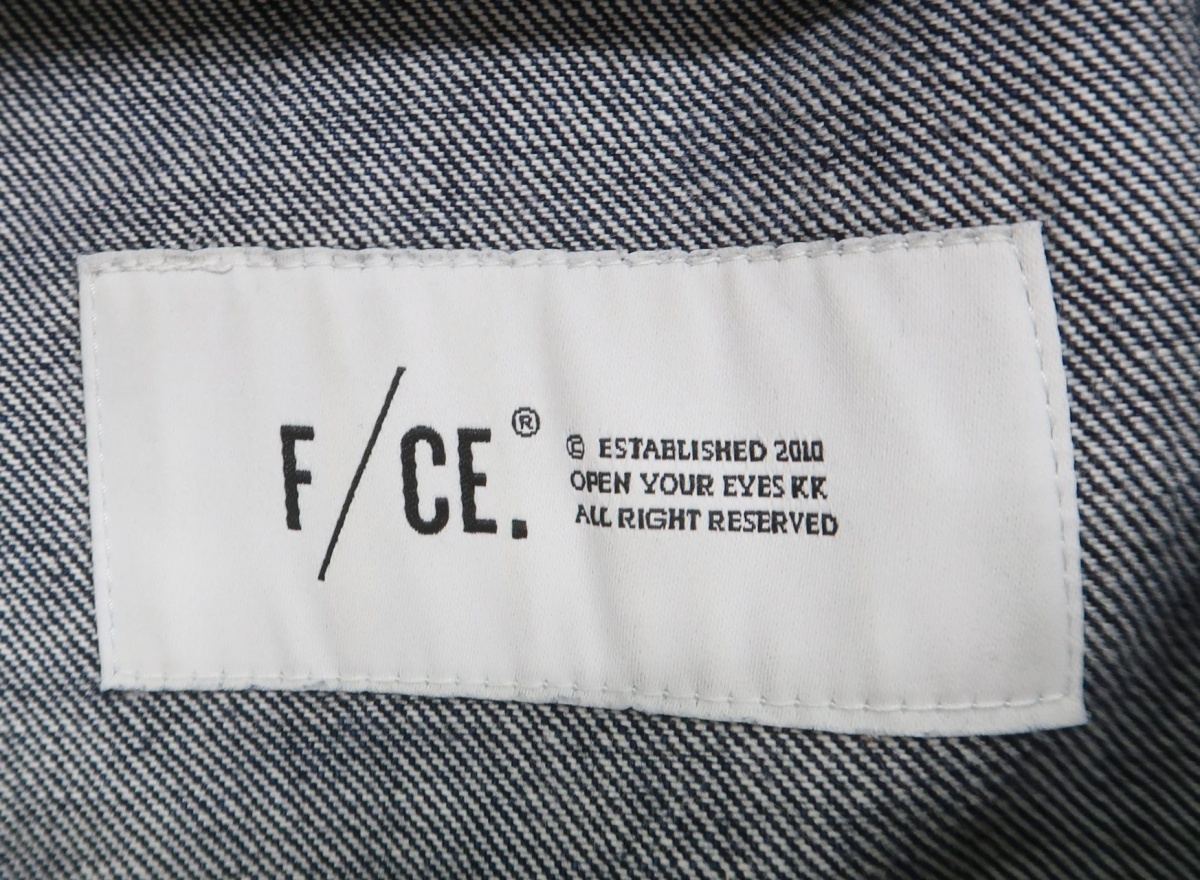 F/CE.®
© ESTABLISHED 2010
OPEN YOUR EYES KK
ALL RIGHT RESERVED